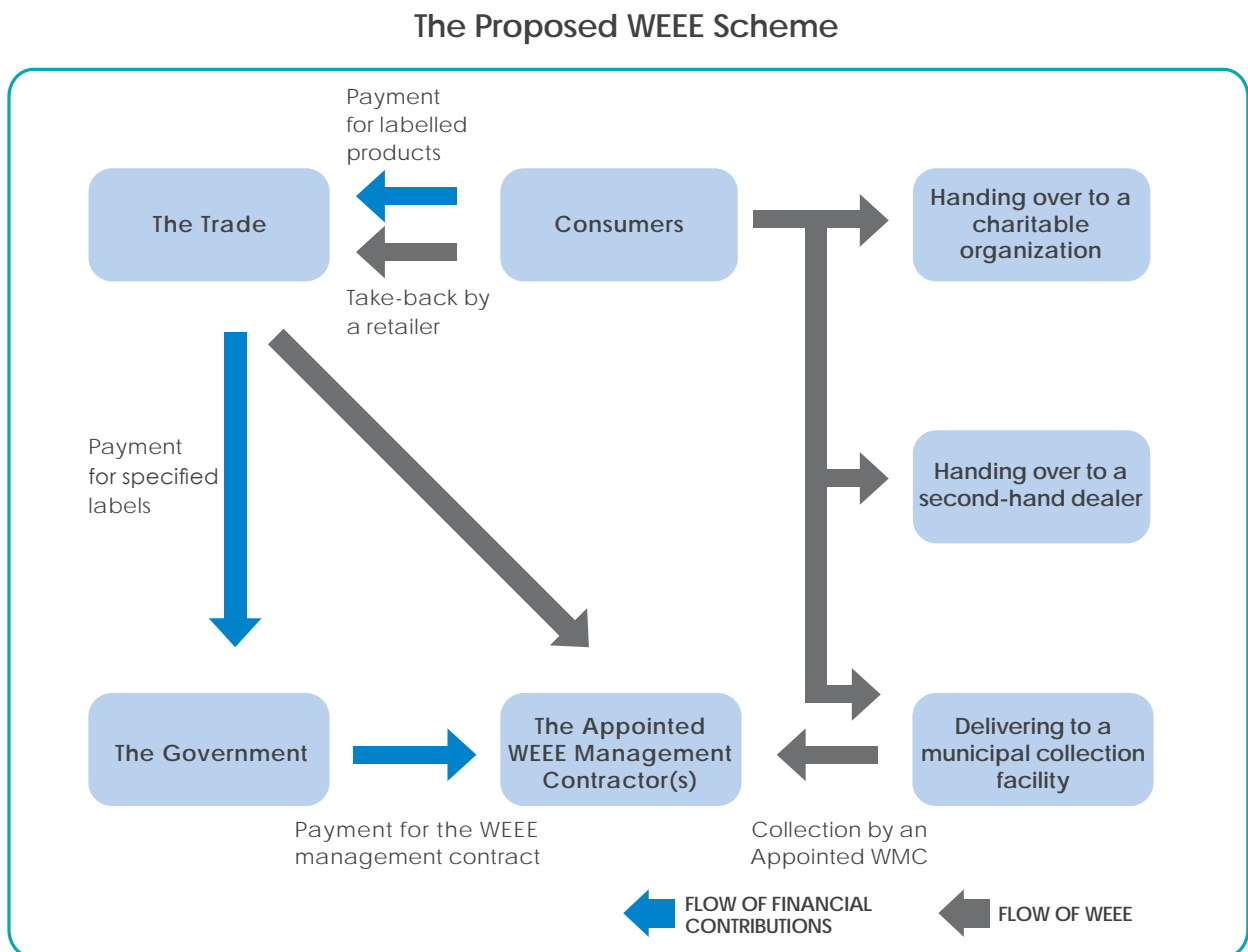 The Proposed WEEE Scheme
Payment
for labelled
products
The Trade
Consumers
Handing over to a
charitable
organization
Take-back by
a retailer
Payment
for specified
labels
Handing over to a
second-hand dealer
The Government
The Appointed
WEEE Management
Contractor(s)
Delivering to a
municipal collection
facility
Payment for the WEEE
management contract
Collection by an
Appointed WMC
FLOW OF FINANCIAL
CONTRIBUTIONS
FLOW OF WEEE